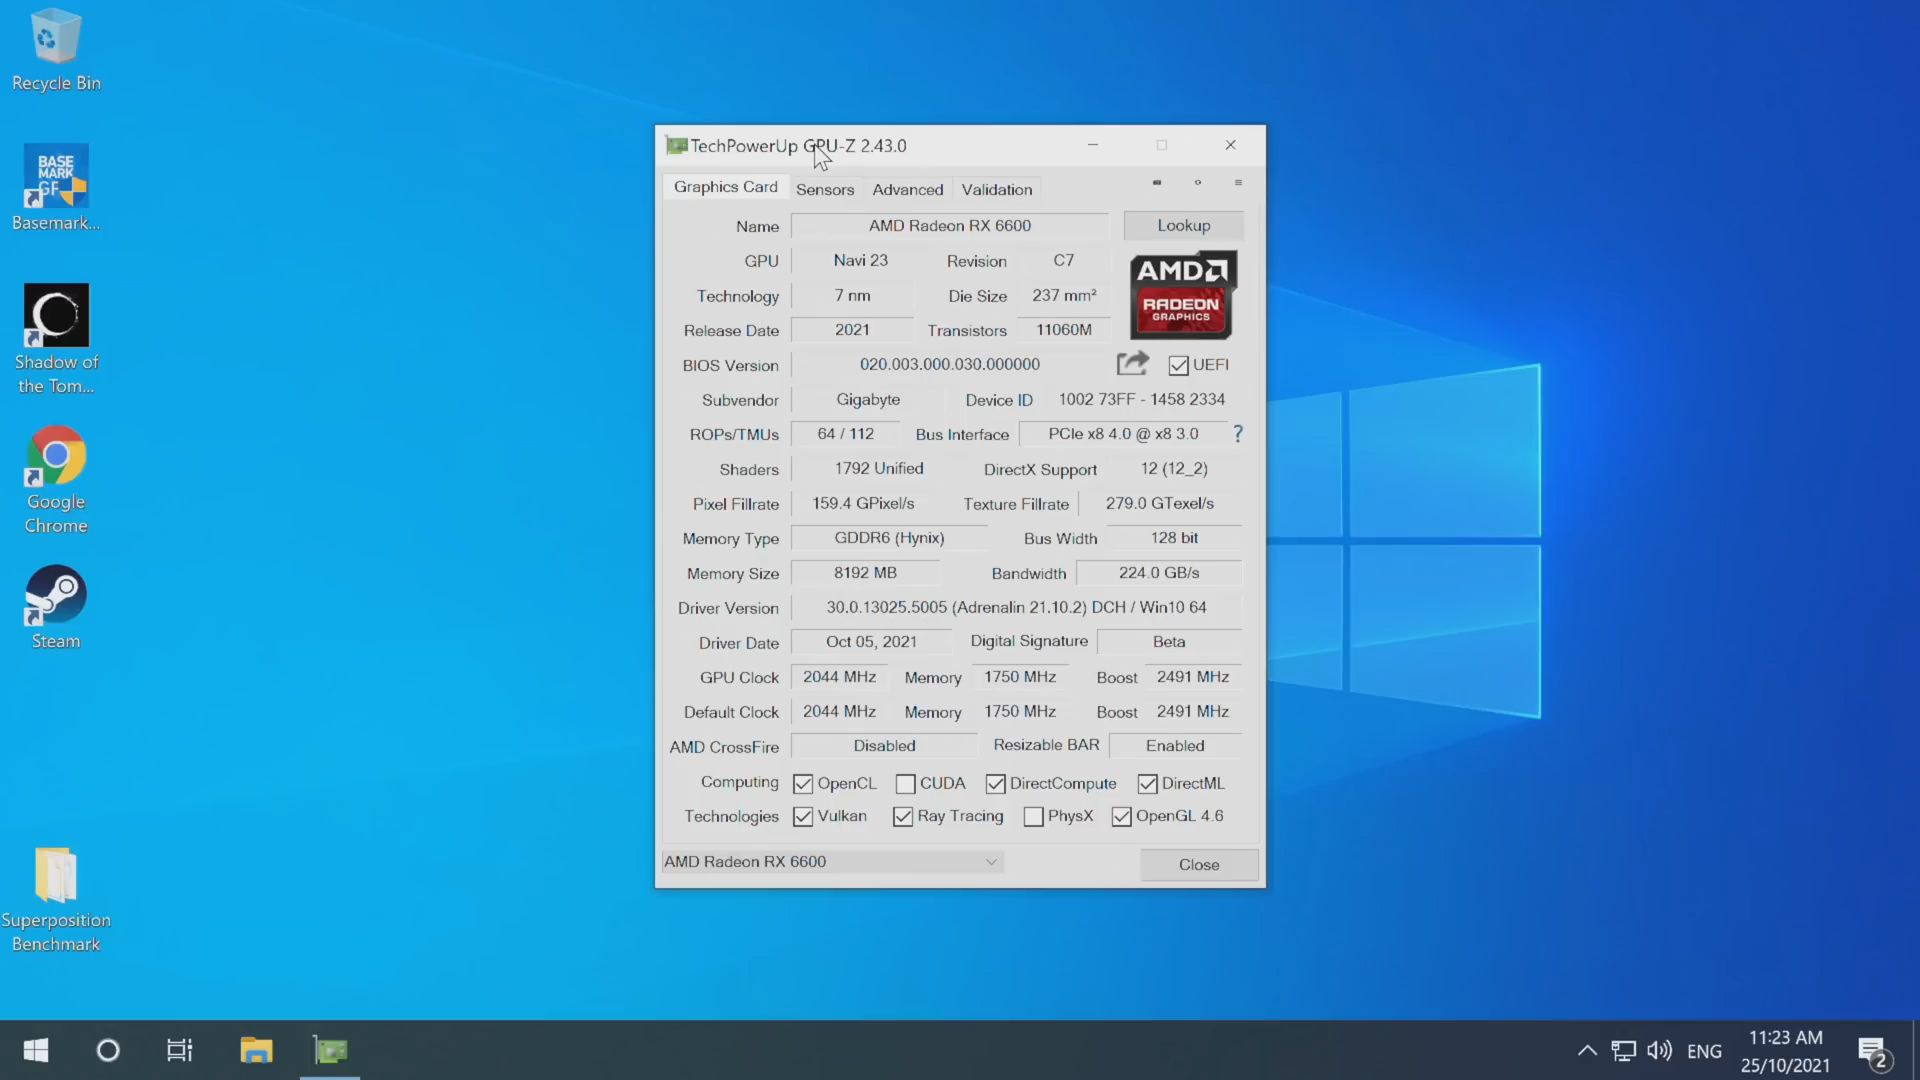 Recycle Bin
BASE
MARK
GF
Basemark...
Shadow of
the Tom...
Google
Chrome
Steam
Superposition
Benchmark
TechPowerUp GPU-Z 2.43.0
Graphics Card Sensors Advanced Validation
Name AMD Radeon RX 6600 Lookup
GPU Navi 23 Revision C7
Technology 7 nm Die Size 237 mm²
Release Date 2021 Transistors 11060M
AMD
RADEON
GRAPHICS
BIOS Version 020.003.000.030.000000 UEFI
Subvendor Gigabyte Device ID 1002 73FF - 1458 2334
ROPs/TMUs 64 / 112 Bus Interface PCIe x8 4.0 @ x8 3.0 ?
Shaders 1792 Unified DirectX Support 12 (12_2)
Pixel Fillrate 159.4 GPixel/s Texture Fillrate 279.0 GTexel/s
Memory Type GDDR6 (Hynix) Bus Width 128 bit
Memory Size 8192 MB Bandwidth 224.0 GB/s
Driver Version 30.0.13025.5005 (Adrenalin 21.10.2) DCH / Win10 64
Driver Date Oct 05, 2021 Digital Signature Beta
GPU Clock 2044 MHz Memory 1750 MHz Boost 2491 MHz
Default Clock 2044 MHz Memory 1750 MHz Boost 2491 MHz
AMD CrossFire Disabled Resizable BAR Enabled
Computing OpenCL CUDA DirectCompute DirectML
Technologies Vulkan Ray Tracing PhysX OpenGL 4.6
AMD Radeon RX 6600 Close
ENG
11:23 AM
25/10/2021
2